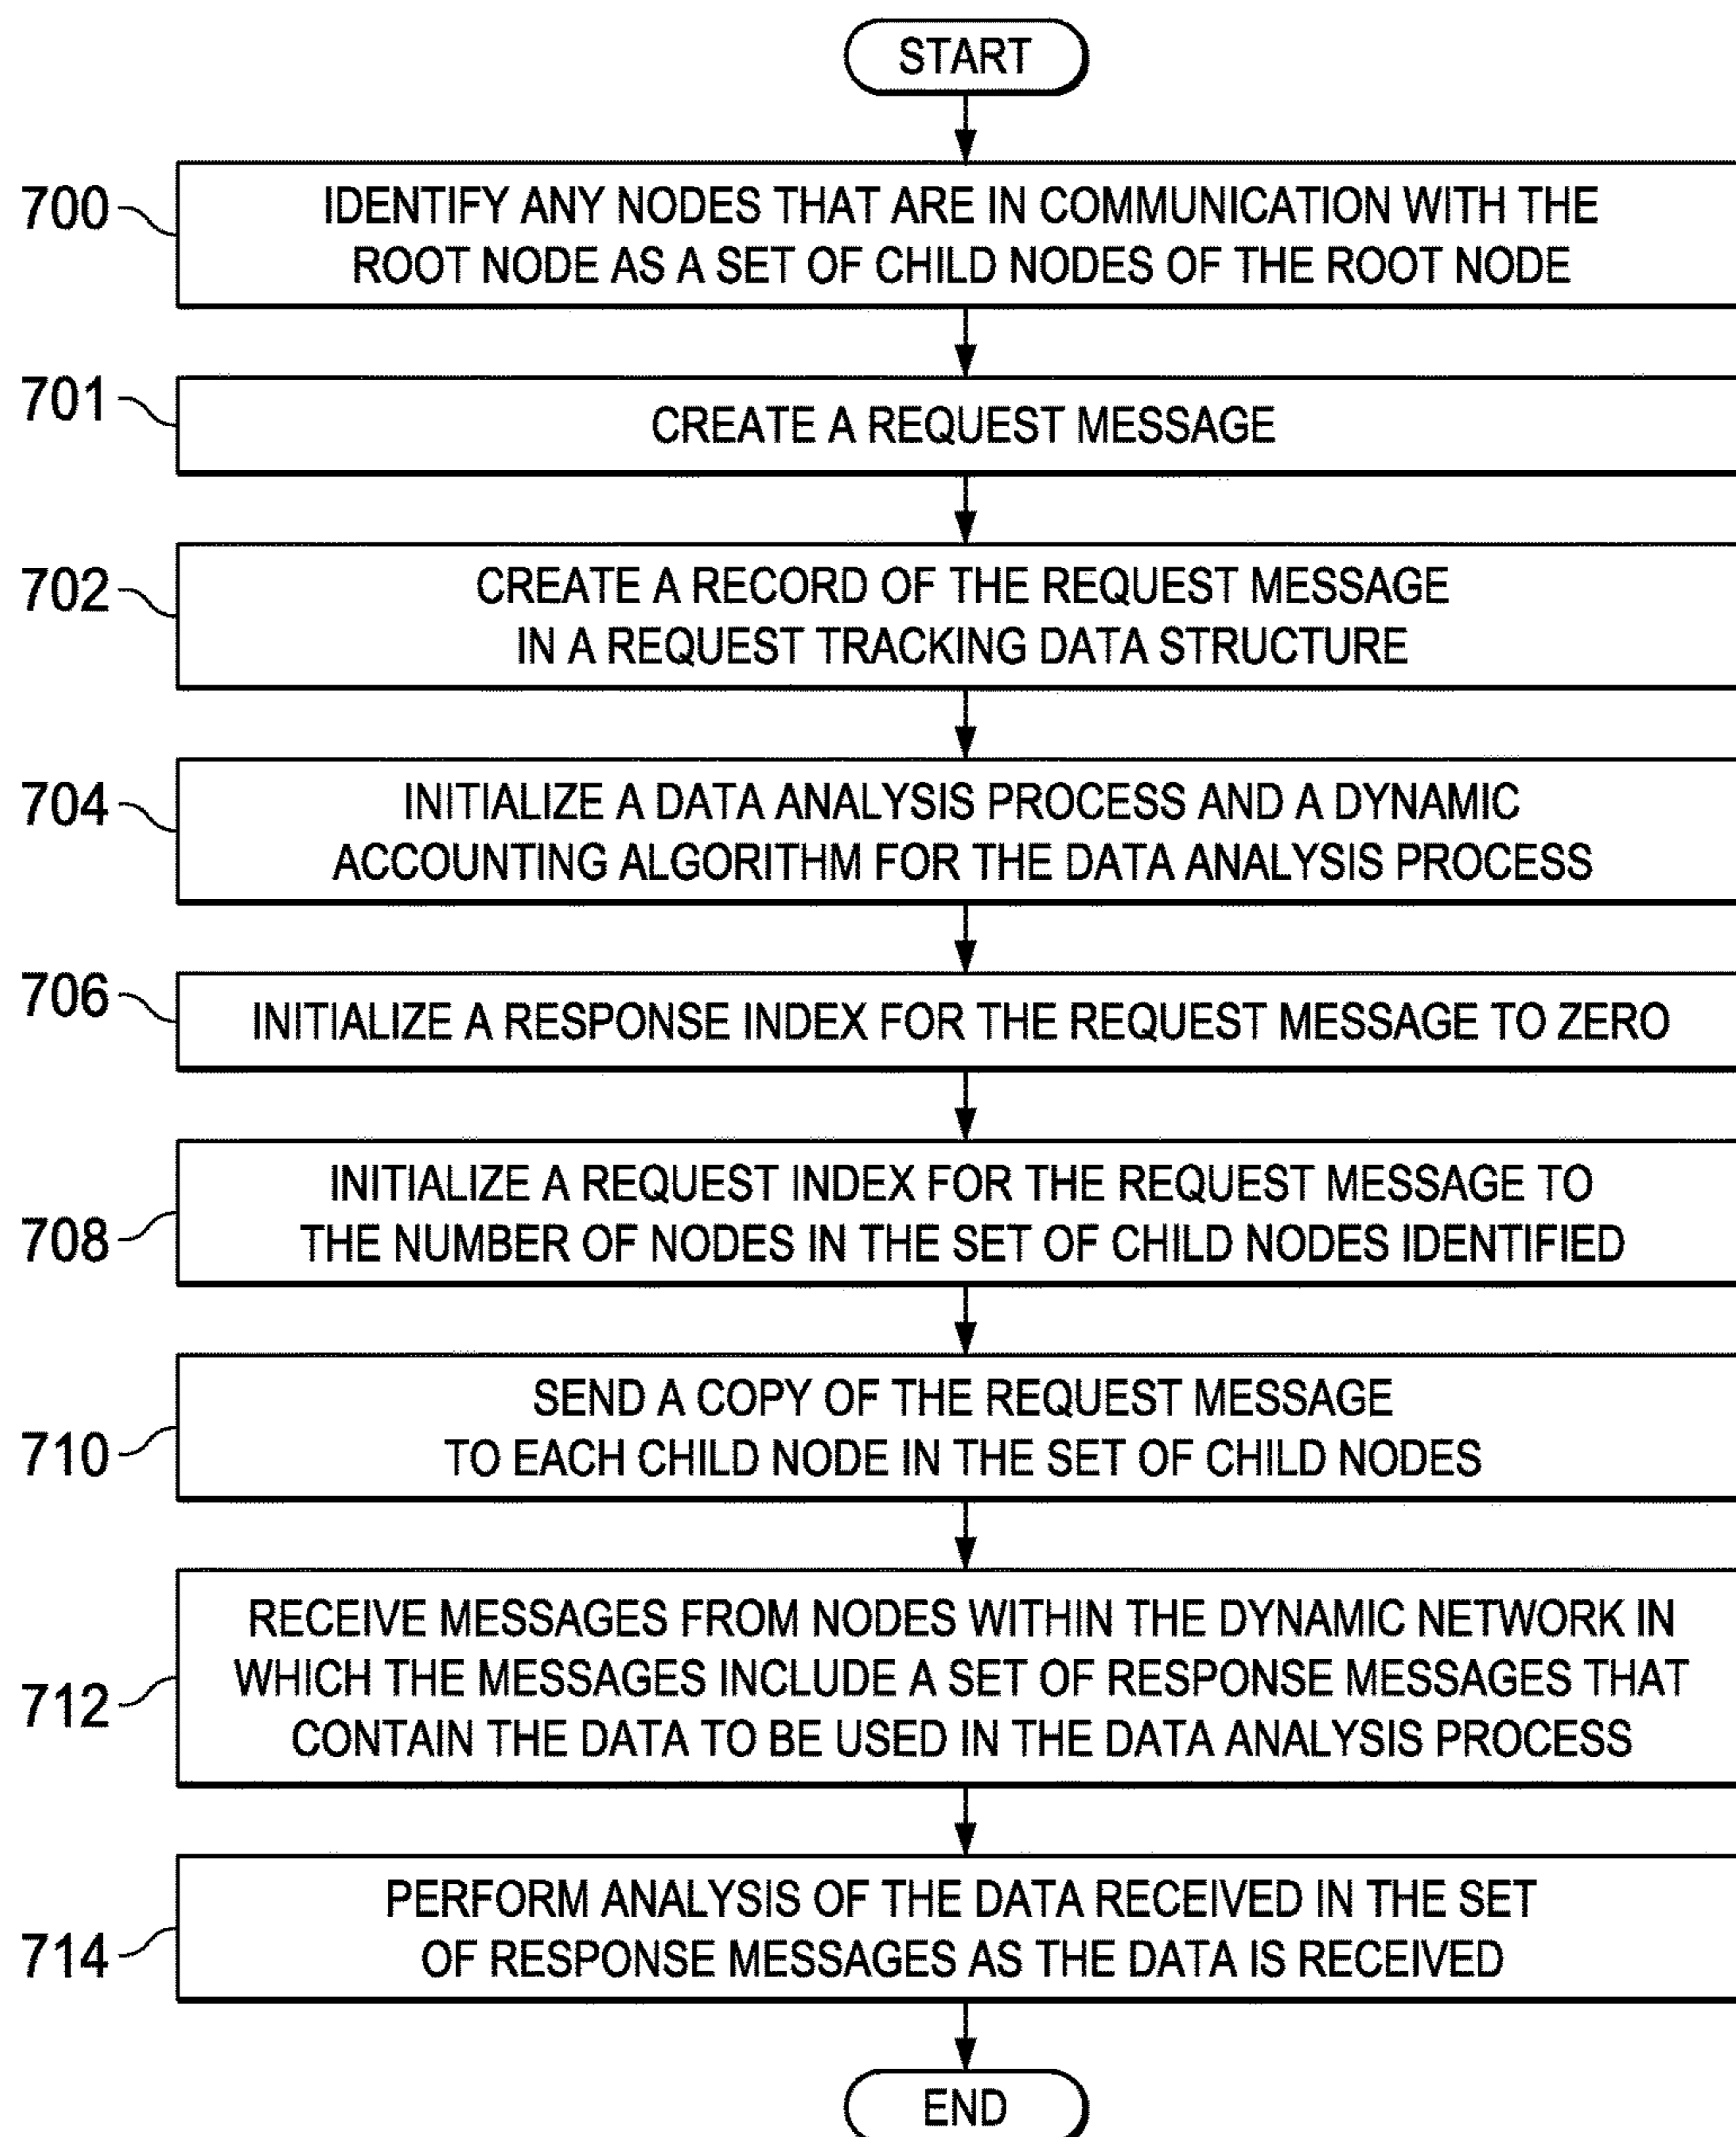 START
700
IDENTIFY ANY NODES THAT ARE IN COMMUNICATION WITH THE
ROOT NODE AS A SET OF CHILD NODES OF THE ROOT NODE
701
CREATE A REQUEST MESSAGE
702
CREATE A RECORD OF THE REQUEST MESSAGE
IN A REQUEST TRACKING DATA STRUCTURE
704
INITIALIZE A DATA ANALYSIS PROCESS AND A DYNAMIC
ACCOUNTING ALGORITHM FOR THE DATA ANALYSIS PROCESS
706
INITIALIZE A RESPONSE INDEX FOR THE REQUEST MESSAGE TO ZERO
708
INITIALIZE A REQUEST INDEX FOR THE REQUEST MESSAGE TO
THE NUMBER OF NODES IN THE SET OF CHILD NODES IDENTIFIED
710
SEND A COPY OF THE REQUEST MESSAGE
TO EACH CHILD NODE IN THE SET OF CHILD NODES
712
RECEIVE MESSAGES FROM NODES WITHIN THE DYNAMIC NETWORK IN
WHICH THE MESSAGES INCLUDE A SET OF RESPONSE MESSAGES THAT
CONTAIN THE DATA TO BE USED IN THE DATA ANALYSIS PROCESS
714
PERFORM ANALYSIS OF THE DATA RECEIVED IN THE SET
OF RESPONSE MESSAGES AS THE DATA IS RECEIVED
END